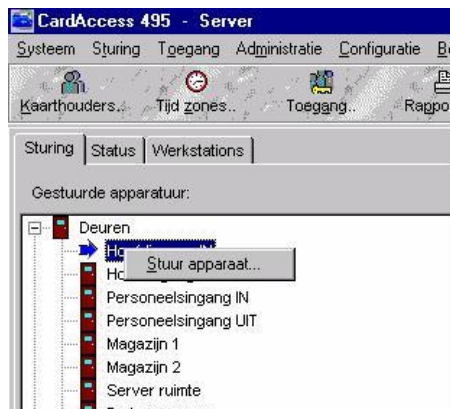 CardAccess 495 - Server
Systeem Sturing Toegang Administratie Configuratie
Kaarthouders.. Tijd zones.. Toegang..
Sturing Status Werkstations
Gestuurde apparatuur:
Deuren
Stuur apparaat...
Personeelsingang IN
Personeelsingang UIT
Magazijn 1
Magazijn 2
Server ruimte